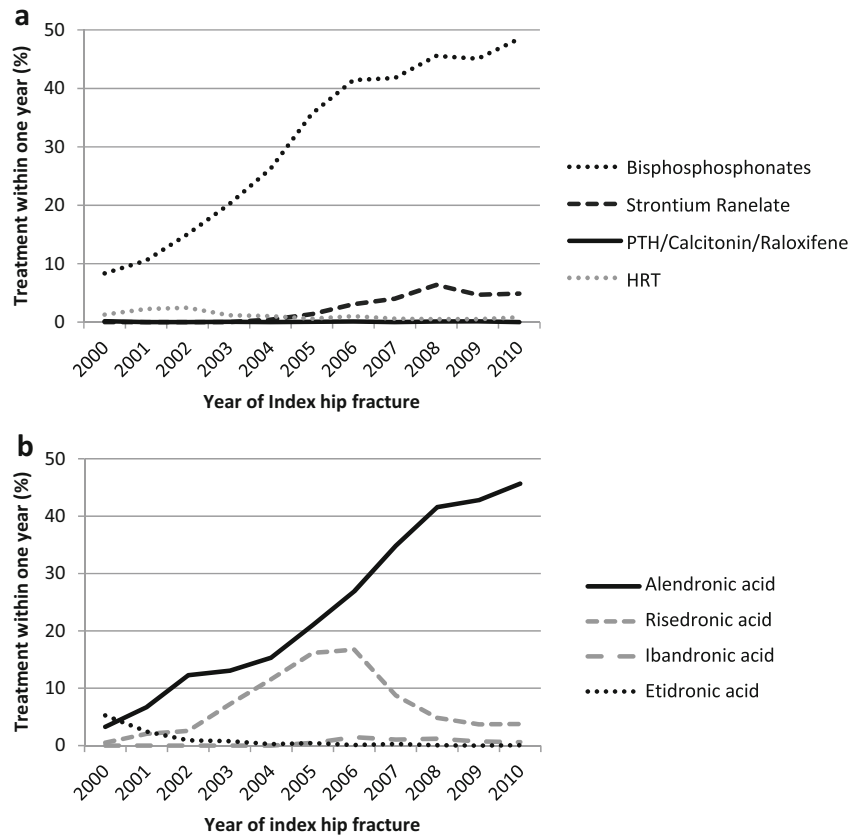 a
Treatment within one year (%)
50
40
30
20
10
0
2000 2001 2002 2003 2004 2005 2006 2007 2008 2009 2010
Year of Index hip fracture
Bisphosphosphonates
Strontium Ranelate
PTH/Calcitonin/Raloxifene
HRT
b
Treatment within one year (%)
50
40
30
20
10
0
2000 2001 2002 2003 2004 2005 2006 2007 2008 2009 2010
Year of index hip fracture
Alendronic acid
Risedronic acid
Ibandronic acid
Etidronic acid